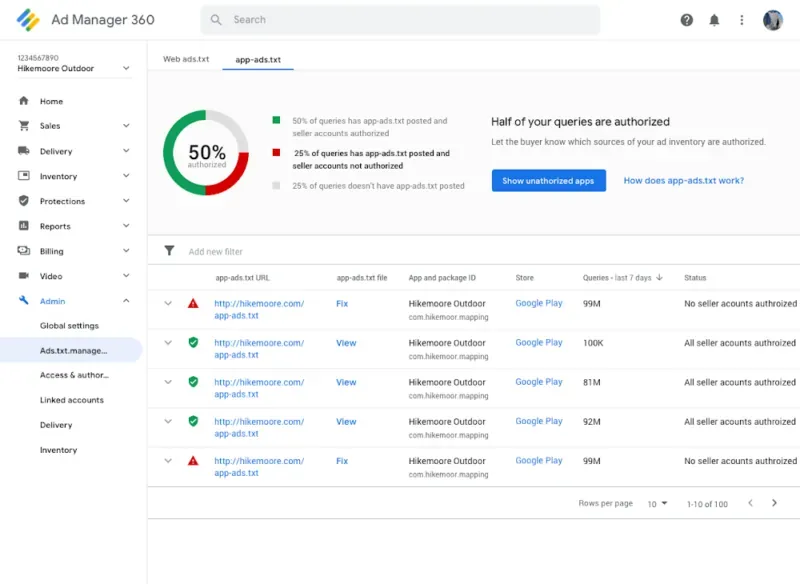 Ad Manager 360
Search
1234567890
Hikemoore Outdoor
Home
Sales
Delivery
Inventory
Protections
Reports
Billing
Video
Admin
Global settings
Ads.txt.manage...
Access & author...
Linked accounts
Delivery
Inventory
Web ads.txt
app-ads.txt
50%
authorized
50% of queries has app-ads.txt posted and
seller accounts authorized
25% of queries has app-ads.txt posted and
seller accounts not authorized
25% of queries doesn't have app-ads.txt posted
Half of your queries are authorized
Let the buyer know which sources of your ad inventory are authorized.
Show unathorized apps
How does app-ads.txt work?
Add new filter
app-ads.txt URL
app-ads.txt file
App and package ID
Store
Queries - last 7 days
Status
http://hikemoore.com/
app-ads.txt
Fix
Hikemoore Outdoor
com.hikemoor.mapping
Google Play
99M
No seller acounts authroized
http://hikemoore.com/
app-ads.txt
View
Hikemoore Outdoor
com.hikemoor.mapping
Google Play
100K
All seller acounts authroized
http://hikemoore.com/
app-ads.txt
View
Hikemoore Outdoor
com.hikemoor.mapping
Google Play
81M
All seller acounts authroized
http://hikemoore.com/
app-ads.txt
View
Hikemoore Outdoor
com.hikemoor.mapping
Google Play
92M
All seller acounts authroized
http://hikemoore.com/
app-ads.txt
Fix
Hikemoore Outdoor
com.hikemoor.mapping
Google Play
99M
No seller acounts authroized
Rows per page
10
1-10 of 100